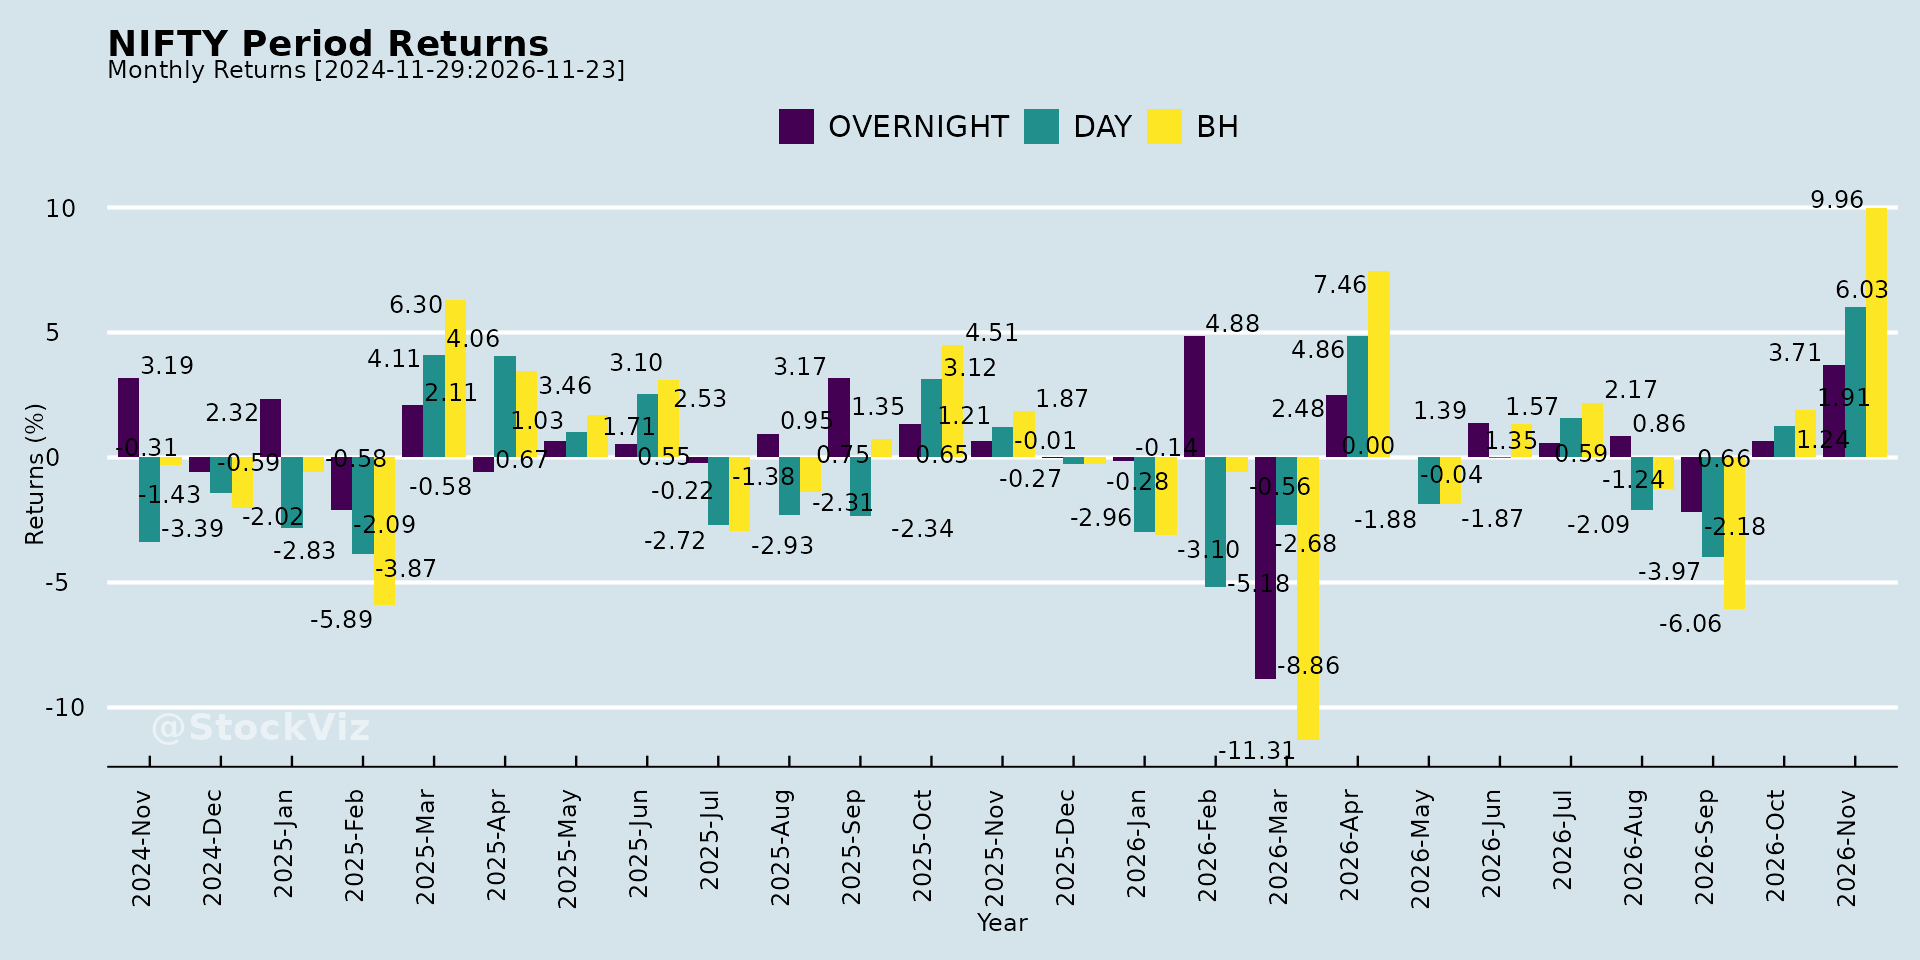 NIFTY Period Returns
Monthly Returns [2024-11-29:2026-11-23]
OVERNIGHT DAY BH
Returns (%)
10
5
0
-5
-10
3.19
-3.39
-0.31
-0.59
-1.43
-2.02
2.32
-2.83
-0.58
-2.09
-3.87
-5.89
2.11
4.11
6.30
-0.58
4.06
3.46
0.67
1.03
1.71
0.55
2.53
3.10
-0.22
-2.72
-2.93
0.95
-2.31
-1.38
3.17
-2.34
0.75
1.35
3.12
4.51
0.65
1.21
1.87
-0.01
-0.27
-0.28
-0.14
-2.96
-3.10
4.88
-5.18
-0.56
-8.86
-2.68
-11.31
2.48
4.86
7.46
0.00
-1.88
-1.87
1.39
-0.04
1.35
0.59
1.57
2.17
0.86
-2.09
-1.24
-2.18
-3.97
-6.06
0.66
1.24
1.91
3.71
6.03
9.96
@StockViz
2024-Nov
2024-Dec
2025-Jan
2025-Feb
2025-Mar
2025-Apr
2025-May
2025-Jun
2025-Jul
2025-Aug
2025-Sep
2025-Oct
2025-Nov
2025-Dec
2026-Jan
2026-Feb
2026-Mar
2026-Apr
2026-May
2026-Jun
2026-Jul
2026-Aug
2026-Sep
2026-Oct
2026-Nov
Year